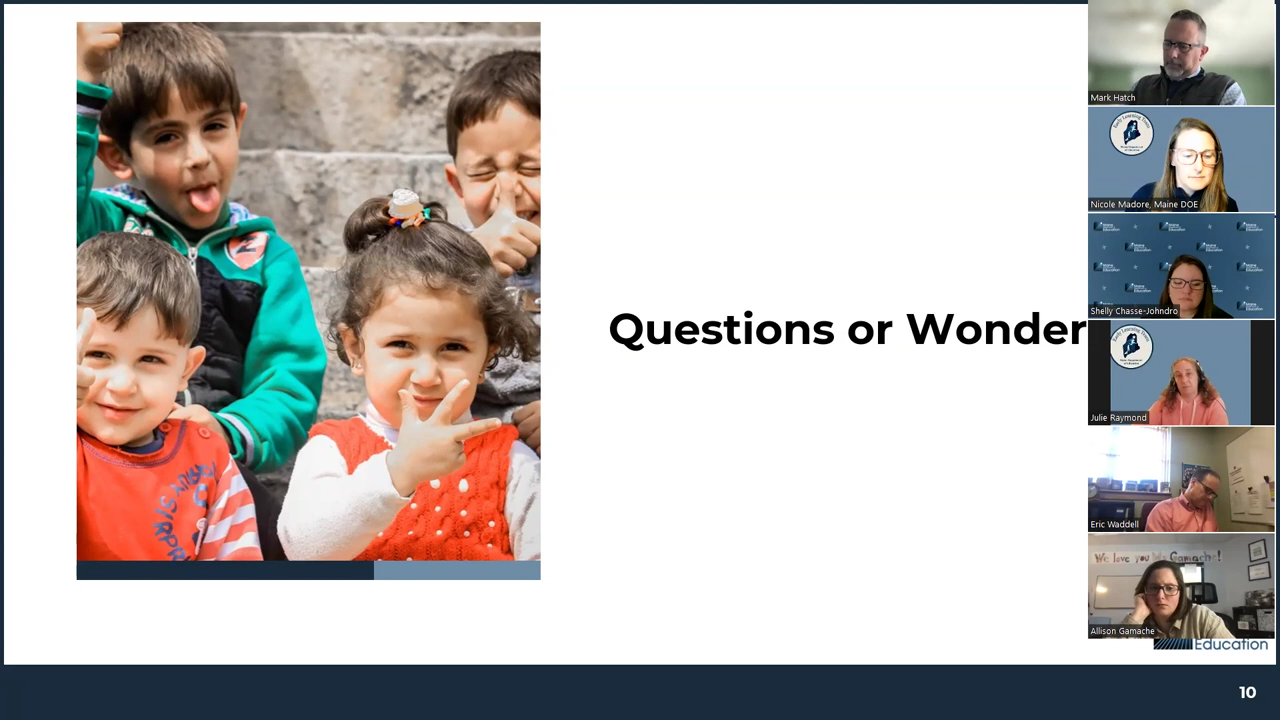 Questions or Wonder
Mark Hatch
Nicole Madore, Maine DOE
Shelly Chasse-Johndro
Julie Raymond
Eric Waddell
We love you Ms Gamache!
Allison Gamache
Education
10